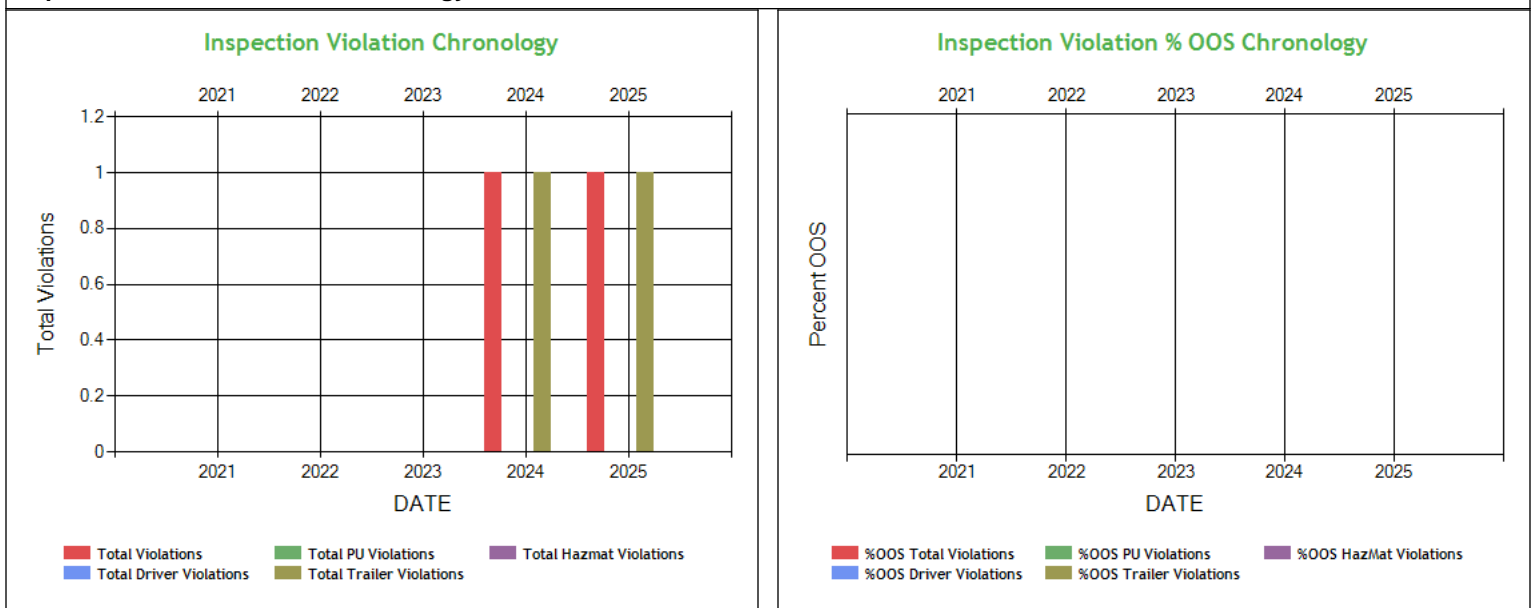 Inspection Violation Chronology
2021 2022 2023 2024 2025
1.2
1
0.8
0.6
0.4
0.2
0
Total Violations
2021 2022 2023 2024 2025
DATE
Total Violations Total PU Violations Total Hazmat Violations
Total Driver Violations Total Trailer Violations
Inspection Violation % OOS Chronology
2021 2022 2023 2024 2025
Percent OOS
2021 2022 2023 2024 2025
DATE
%OOS Total Violations %OOS PU Violations %OOS HazMat Violations
%OOS Driver Violations %OOS Trailer Violations